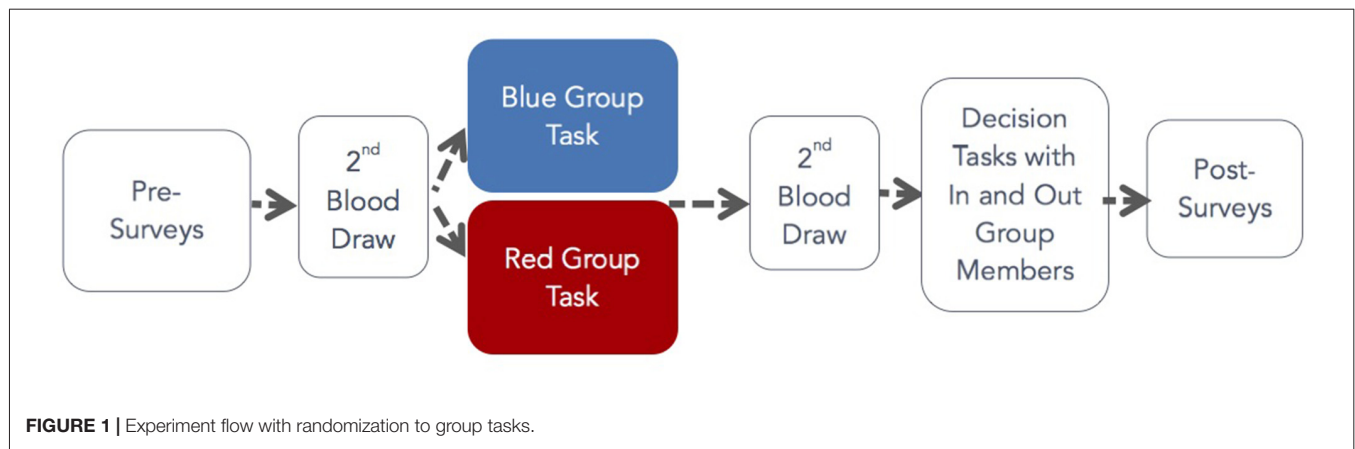 Pre-
Surveys
2nd
Blood
Draw
Blue Group
Task
Red Group
Task
2nd
Blood
Draw
Decision
Tasks with
In and Out
Group
Members
Post-
Surveys
FIGURE 1 | Experiment flow with randomization to group tasks.